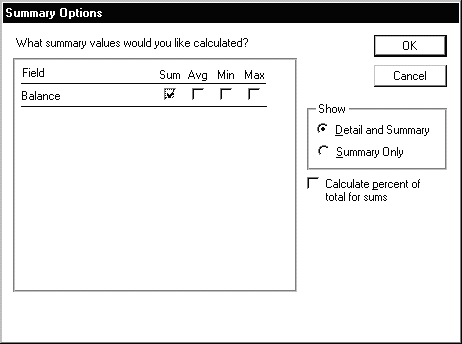 Summary Options
What summary values would you like calculated?
OK
Cancel
Field Sum Avg Min Max
Balance
Show
Detail and Summary
Summary Only
Calculate percent of
total for sums